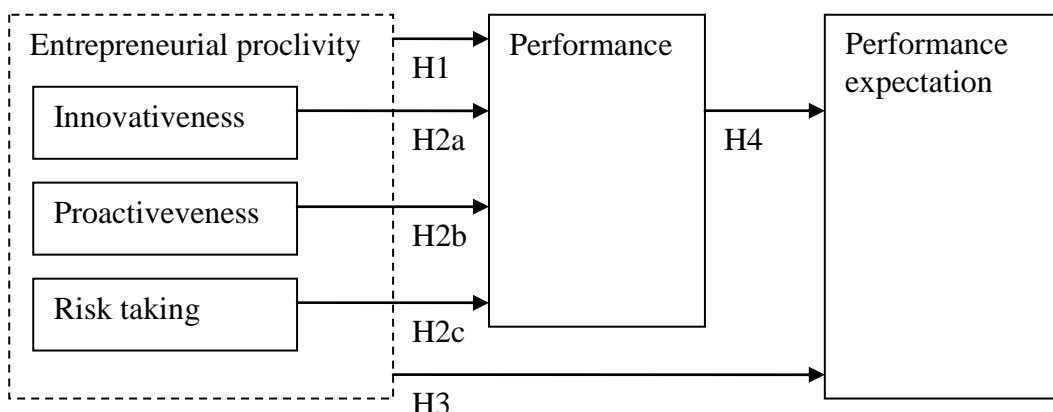 Entrepreneurial proclivity
Innovativeness
Proactiveveness
Risk taking
H1
H2a
H2b
H2c
H3
Performance
H4
Performance
expectation